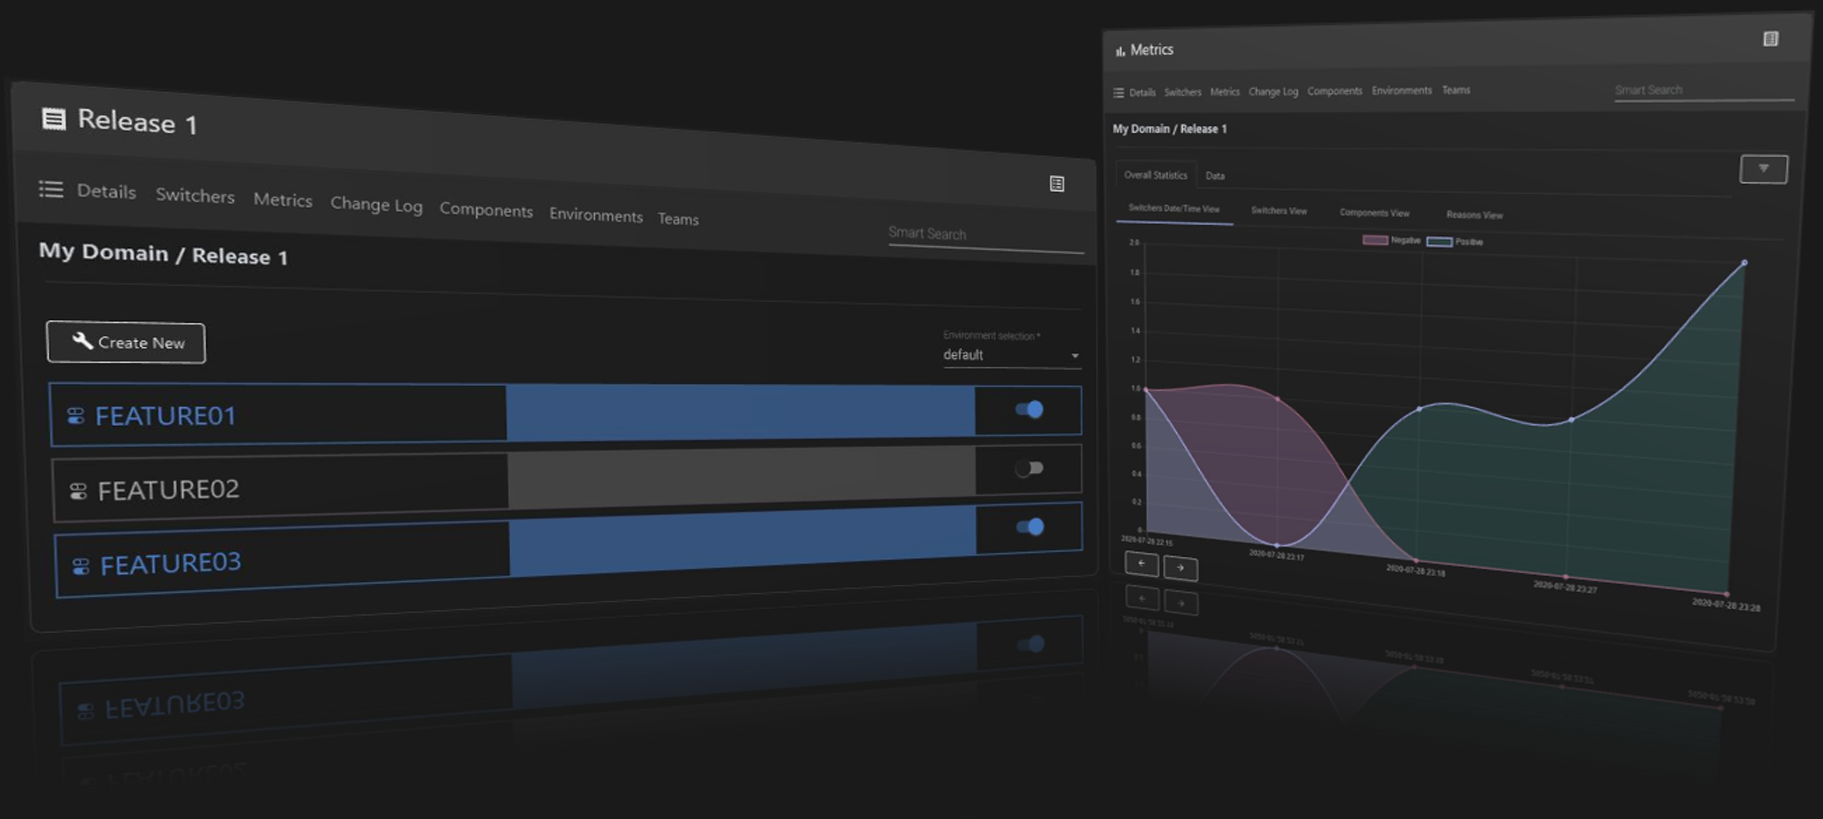 Release 1
Details Switchers Metrics Change Log Components Environments Teams
Smart Search
My Domain / Release 1
Create New
Environment selection *
default
FEATURE01
FEATURE02
FEATURE03
FEATURE03
FEATURE02
Metrics
Details Switchers Metrics Change Log Components Environments Teams
Smart Search
My Domain / Release 1
Overall Statistics Data
Switchers Date/Time View Switchers View Components View Reasons View
Negative Positive
2.0
1.8
1.6
1.4
1.2
1.0
0.8
0.6
0.4
0.2
0
2020-07-28 22:15
2020-07-28 23:17
2020-07-28 23:18
2020-07-28 23:27
2020-07-28 23:28